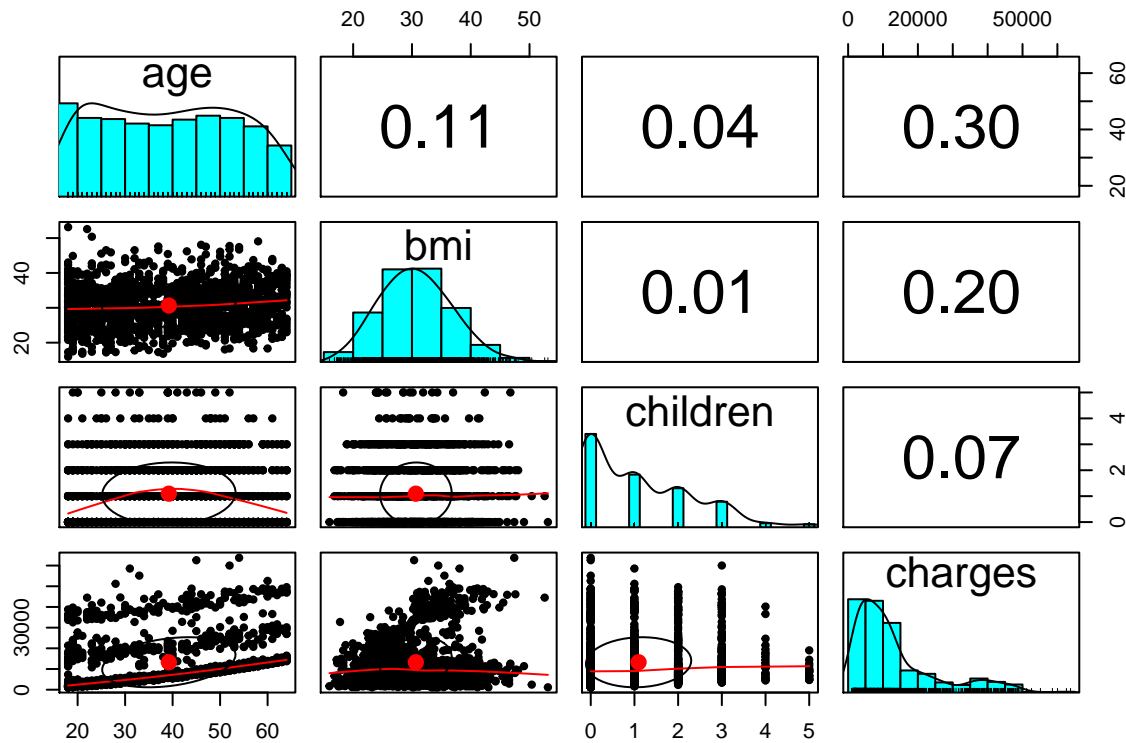 20 30 40 50 0 20000 50000
age 0.11 0.04 0.30 20 40 60
20 40 bmi 0.01 0.20
children 0.07 0 2 4
0 30000 charges
20 30 40 50 60 0 1 2 3 4 5